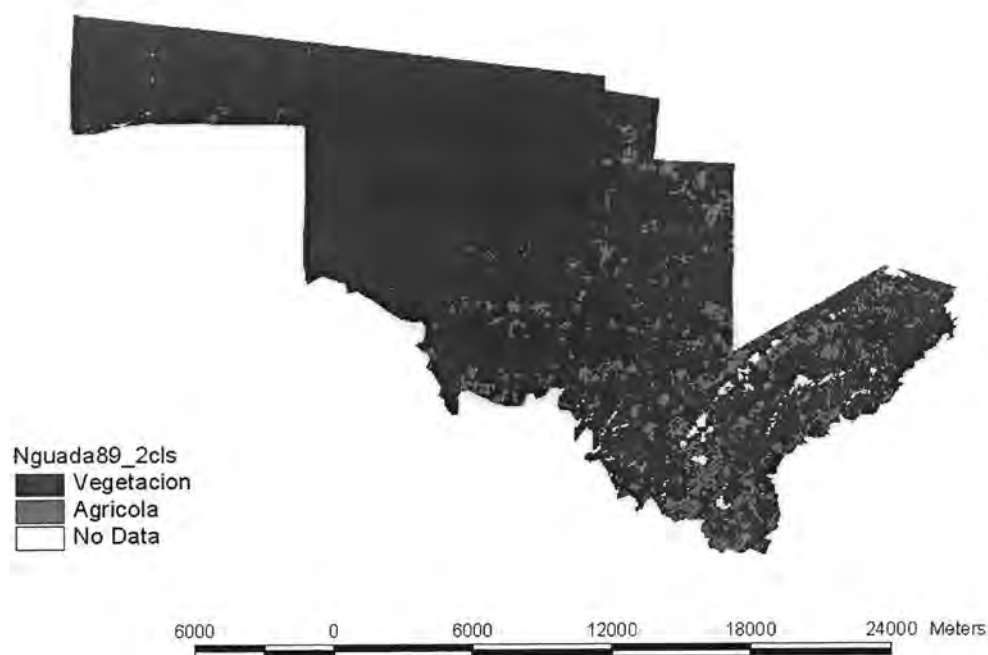 Nguada89_2cls
Vegetacion
Agricola
No Data
6000 0 6000 12000 18000 24000 Meters